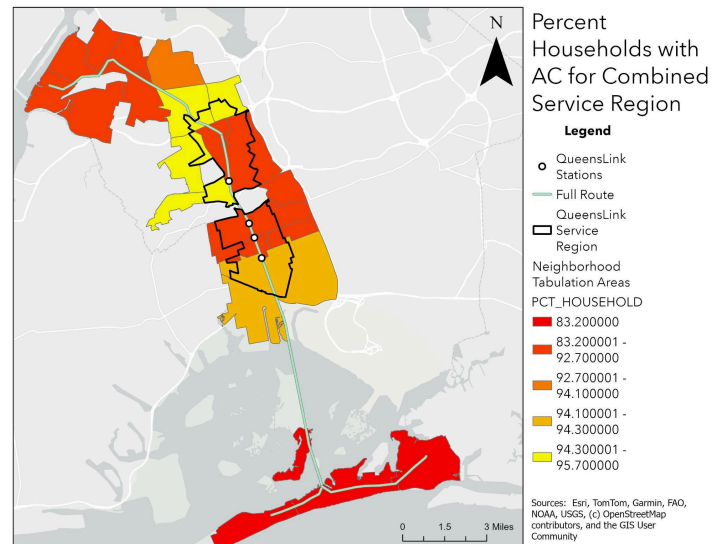 N
Percent
Households with
AC for Combined
Service Region
Legend
QueensLink
Stations
Full Route
QueensLink
Service
Region
Neighborhood
Tabulation Areas
PCT_HOUSEHOLD
83.200000
83.200001 -
92.700000
92.700001 -
94.100000
94.100001 -
94.300000
94.300001 -
95.700000
Sources: Esri, TomTom, Garmin, FAO,
NOAA, USGS, (c) OpenStreetMap
contributors, and the GIS User
Community
0 1.5 3 Miles